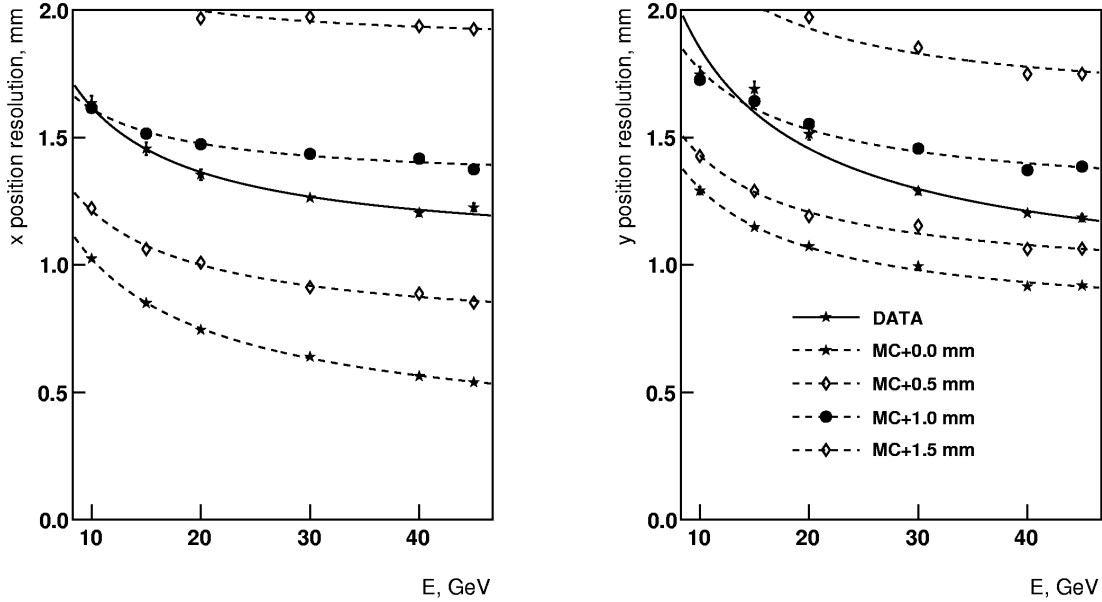 x position resolution, mm
2.0
1.5
1.0
0.5
0.0
10 20 30 40
E, GeV
y position resolution, mm
2.0
1.5
1.0
0.5
0.0
DATA
MC+0.0 mm
MC+0.5 mm
MC+1.0 mm
MC+1.5 mm
10 20 30 40
E, GeV